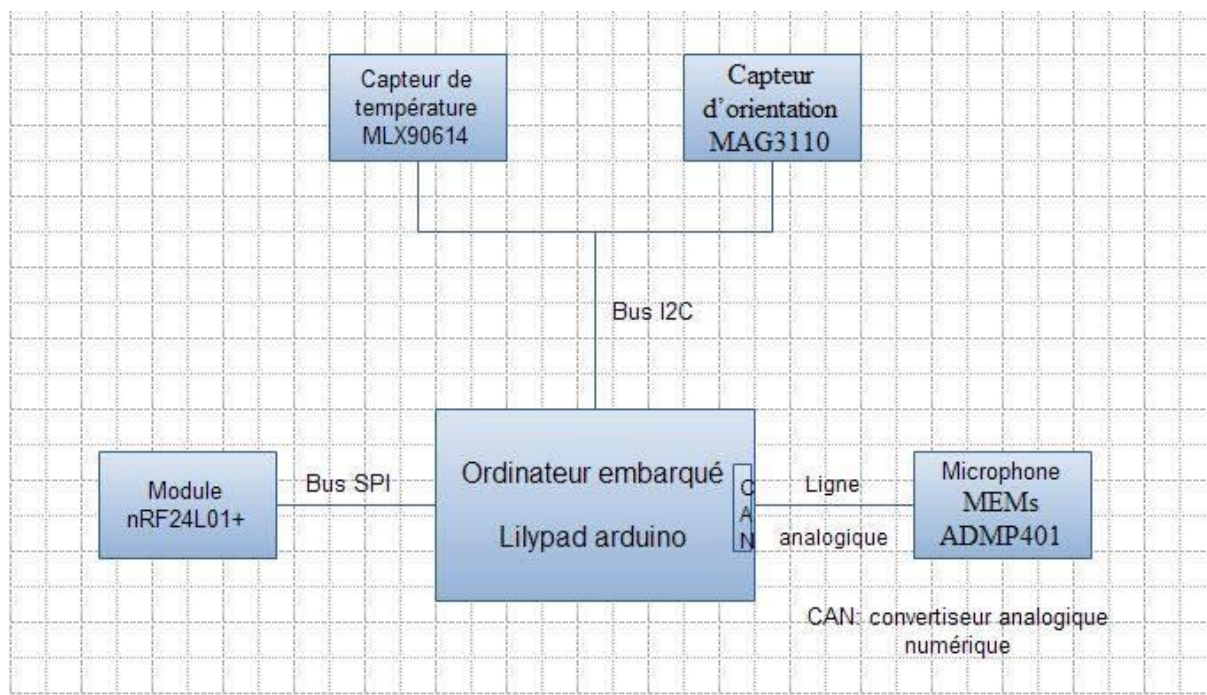 Capteur de
température
MLX90614
Capteur
d’orientation
MAG3110
Bus I2C
Module
nRF24L01+
Bus SPI
Ordinateur embarqué
Lilypad arduino
C
A
N
Ligne
analogique
Microphone
MEMs
ADMP401
CAN: convertiseur analogique
numérique